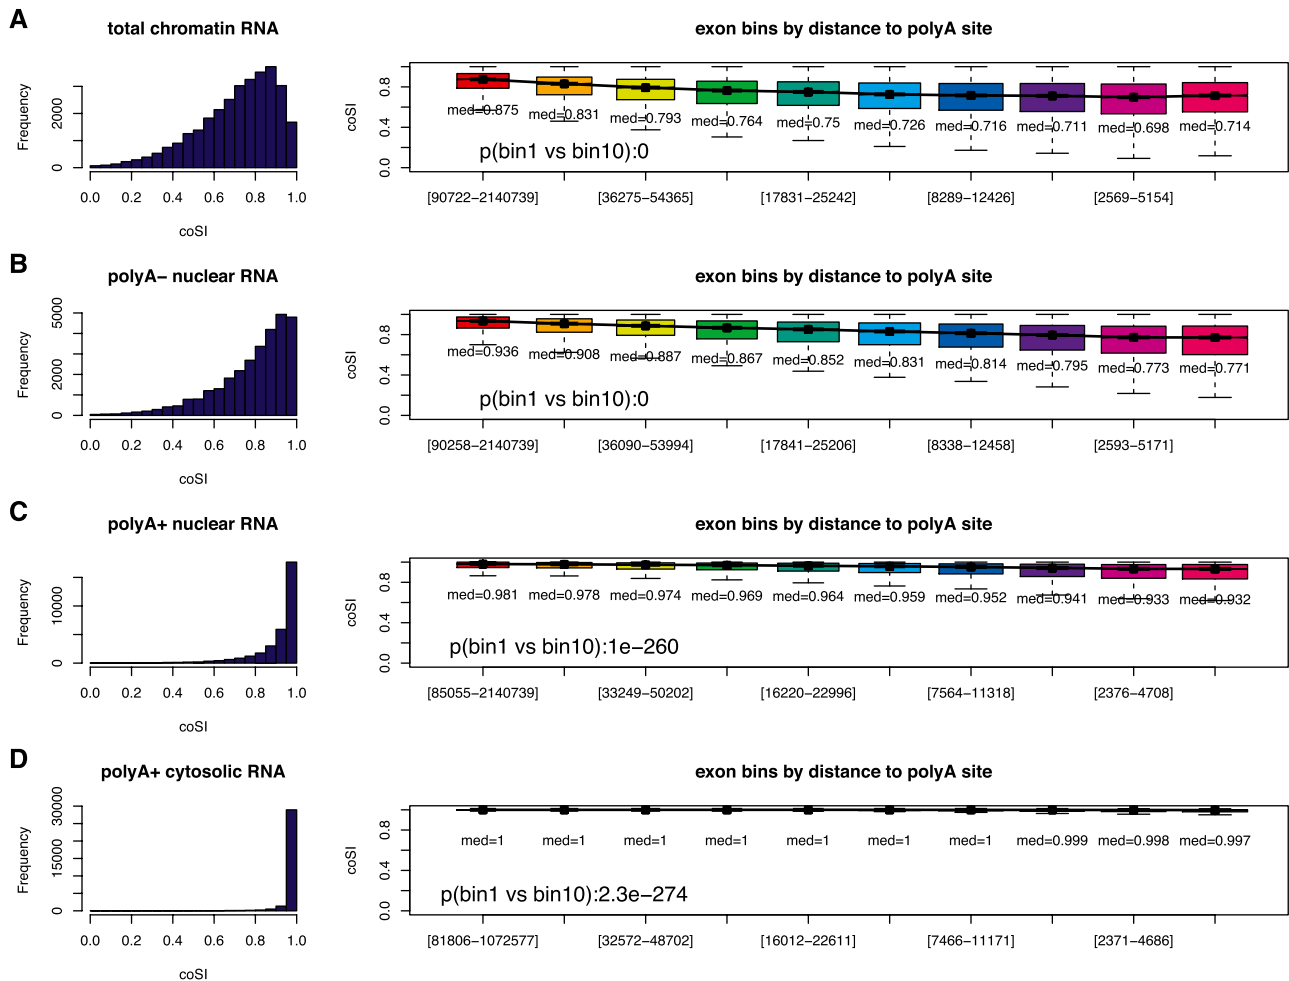 A
total chromatin RNA
exon bins by distance to polyA site
Frequency
0
2000
0.0 0.2 0.4 0.6 0.8 1.0
coSI
coSI
0.0 0.4 0.8
med=0.875 med=0.831 med=0.793 med=0.764 med=0.75 med=0.726 med=0.716 med=0.711 med=0.698 med=0.714
p(bin1 vs bin10):0
[90722−2140739] [36275−54365] [17831−25242] [8289−12426] [2569−5154]
B
polyA− nuclear RNA
exon bins by distance to polyA site
Frequency
0 2000 5000
0.0 0.2 0.4 0.6 0.8 1.0
coSI
coSI
0.0 0.4 0.8
med=0.936 med=0.908 med=0.887 med=0.867 med=0.852 med=0.831 med=0.814 med=0.795 med=0.773 med=0.771
p(bin1 vs bin10):0
[90258−2140739] [36090−53994] [17841−25206] [8338−12458] [2593−5171]
C
polyA+ nuclear RNA
exon bins by distance to polyA site
Frequency
0 10000
0.0 0.2 0.4 0.6 0.8 1.0
coSI
coSI
0.0 0.4 0.8
med=0.981 med=0.978 med=0.974 med=0.969 med=0.964 med=0.959 med=0.952 med=0.941 med=0.933 med=0.932
p(bin1 vs bin10):1e−260
[85055−2140739] [33249−50202] [16220−22996] [7564−11318] [2376−4708]
D
polyA+ cytosolic RNA
exon bins by distance to polyA site
Frequency
0 15000 30000
0.0 0.2 0.4 0.6 0.8 1.0
coSI
coSI
0.0 0.4 0.8
med=1 med=1 med=1 med=1 med=1 med=1 med=1 med=0.999 med=0.998 med=0.997
p(bin1 vs bin10):2.3e−274
[81806−1072577] [32572−48702] [16012−22611] [7466−11171] [2371−4686]